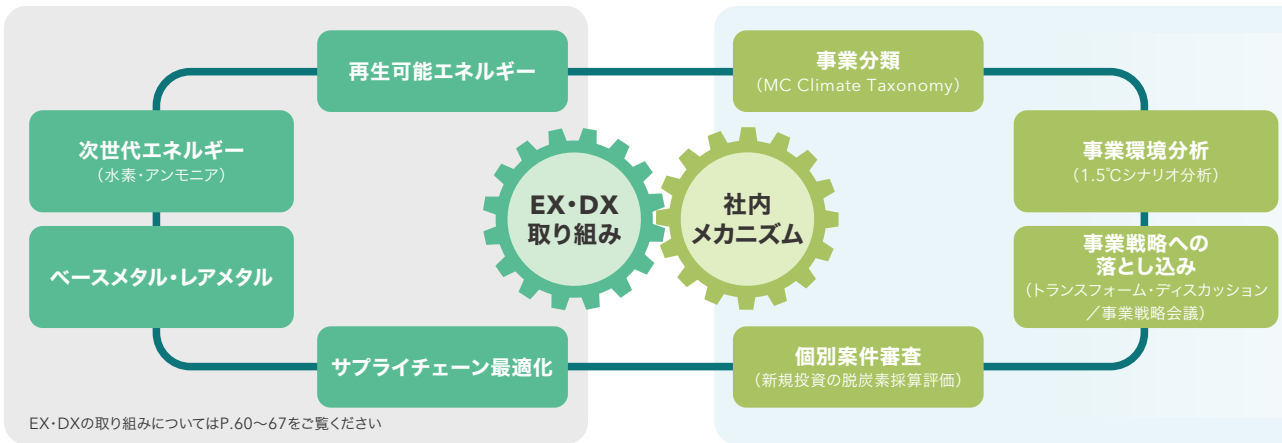 再生可能エネルギー
次世代エネルギー
（水素・アンモニア）
ベースメタル・レアメタル
サプライチェーン最適化
EX・DX
取り組み
社内
メカニズム
事業分類
（MC Climate Taxonomy）
事業環境分析
（1.5℃シナリオ分析）
事業戦略への
落とし込み
（トランスフォーム・ディスカッション
／事業戦略会議）
個別案件審査
（新規投資の脱炭素採算評価）
EX・DXの取り組みについてはP.60〜67をご覧ください